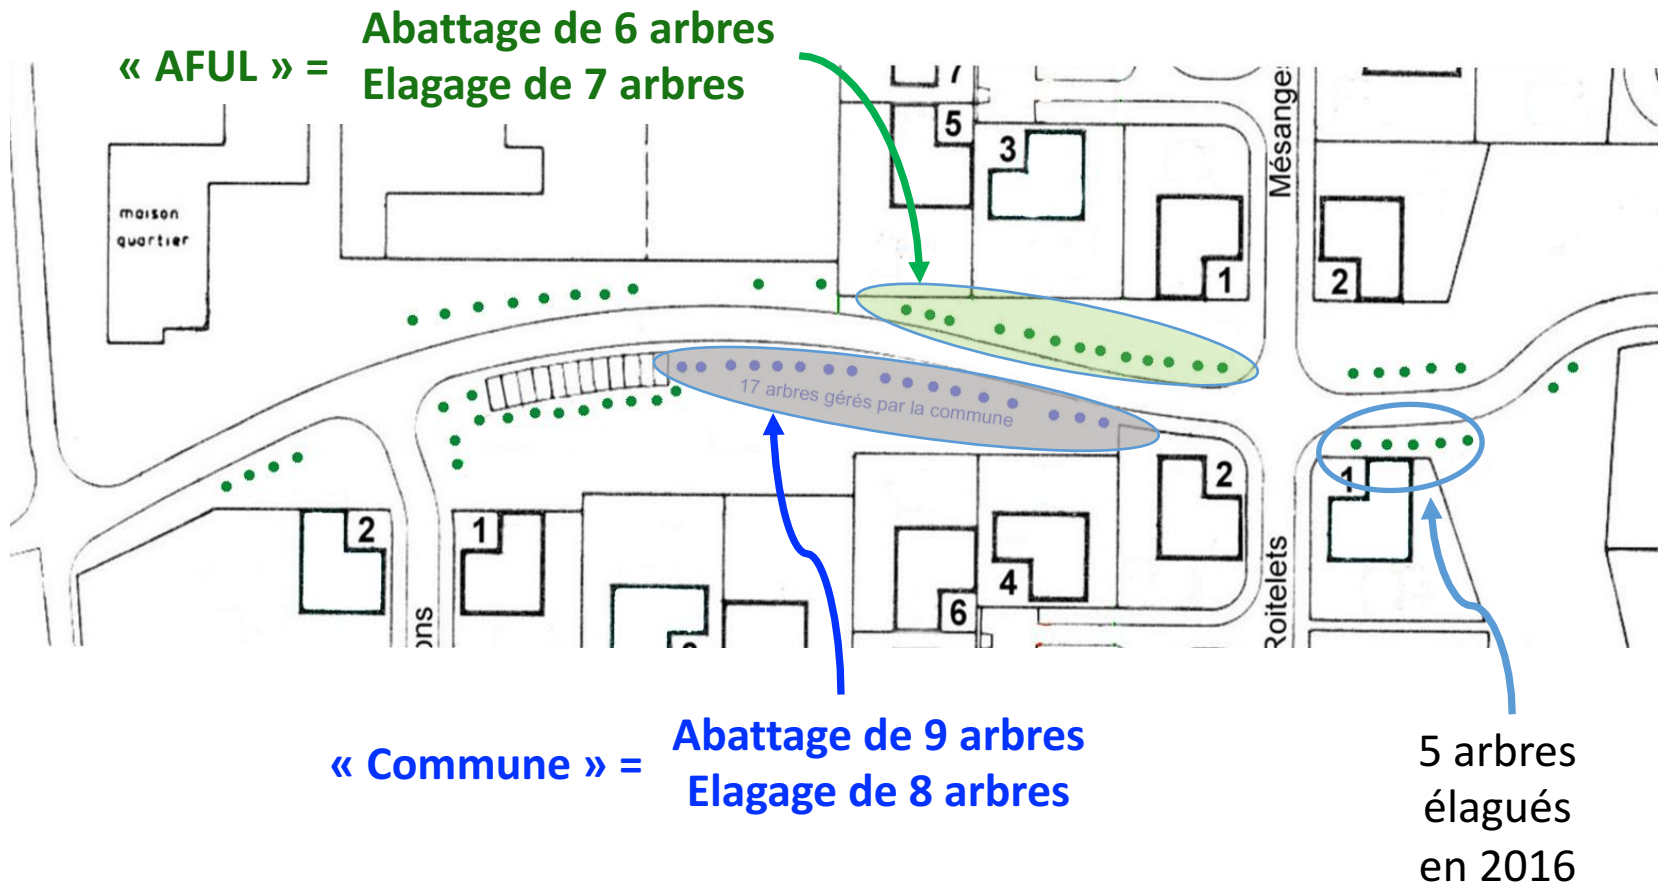 Abattage de 6 arbres
« AFUL » =
Elagage de 7 arbres
7
5
3
Mésanges
maison
quartier
1
2
17 arbres gérés par la commune
2
1
2
1
4
6
Roitelets
Abattage de 9 arbres
« Commune » =
Elagage de 8 arbres
5 arbres
élagués
en 2016